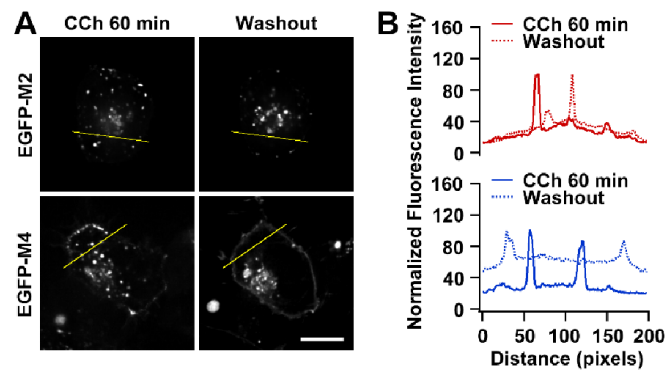 A
CCh 60 min
Washout
EGFP-M2
EGFP-M4
B
Normalized Fluorescence Intensity
CCh 60 min
Washout
160
120
80
40
0
CCh 60 min
Washout
160
120
80
40
0
0 50 100 150 200
Distance (pixels)